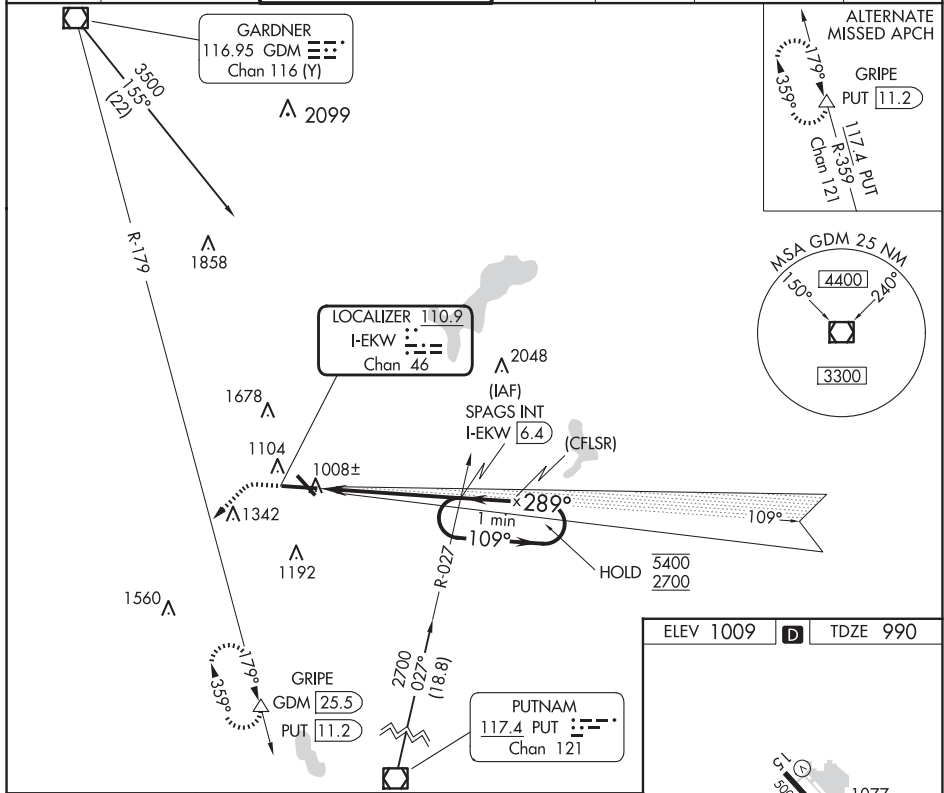 GARDNER
116.95 GDM
Chan 116 (Y)
3500
155°
(22)
2099
R-179
1858
ALTERNATE
MISSED APCH
179°
359°
GRIPE
PUT 11.2
117.4 PUT
R-359
Chan 121
MSA GDM 25 NM
150°
4400
240°
3300
LOCALIZER 110.9
I-EKW
Chan 46
2048
(IAF)
SPAGS INT
I-EKW 6.4
(CFLSR)
1678
1104
1008±
289°
1342
1 min
109°
109°
1192
HOLD 5400
2700
R-027
1560
2700
027°
(18.8)
179°
359°
GRIPE
GDM 25.5
PUT 11.2
PUTNAM
117.4 PUT
Chan 121
ELEV 1009
D
TDZE 990
15
V
1077